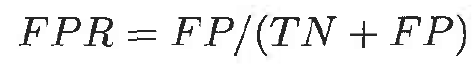 FPR = FP/(TN + FP)